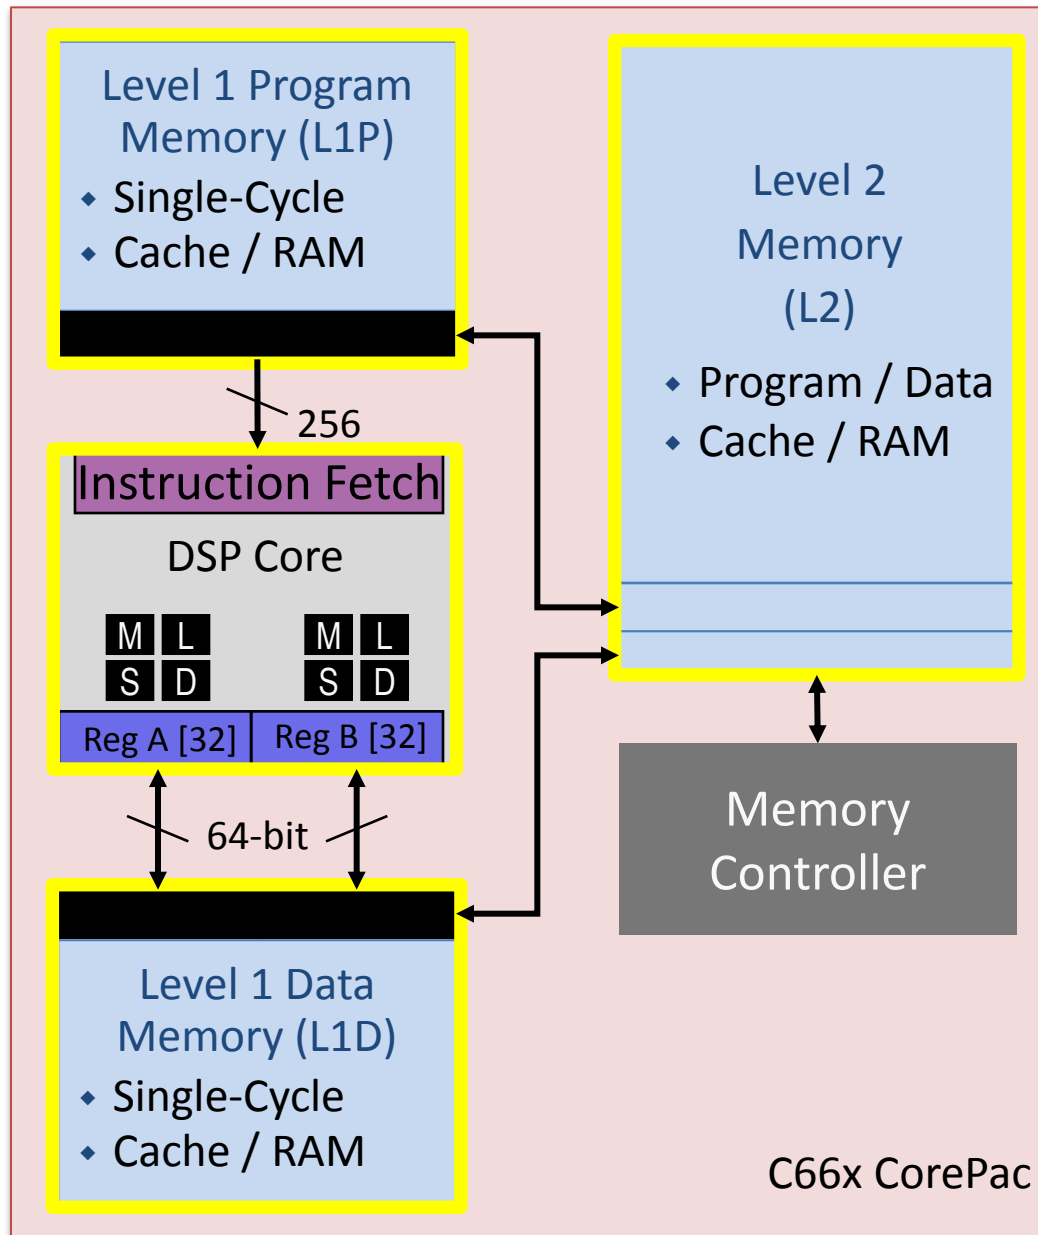 Level 1 Program
Memory (L1P)
◆ Single-Cycle
◆ Cache / RAM
256
Instruction Fetch
DSP Core
M L M L
S D S D
Reg A [32] Reg B [32]
64-bit
Level 1 Data
Memory (L1D)
◆ Single-Cycle
◆ Cache / RAM
Level 2
Memory
(L2)
◆ Program / Data
◆ Cache / RAM
Memory
Controller
C66x CorePac